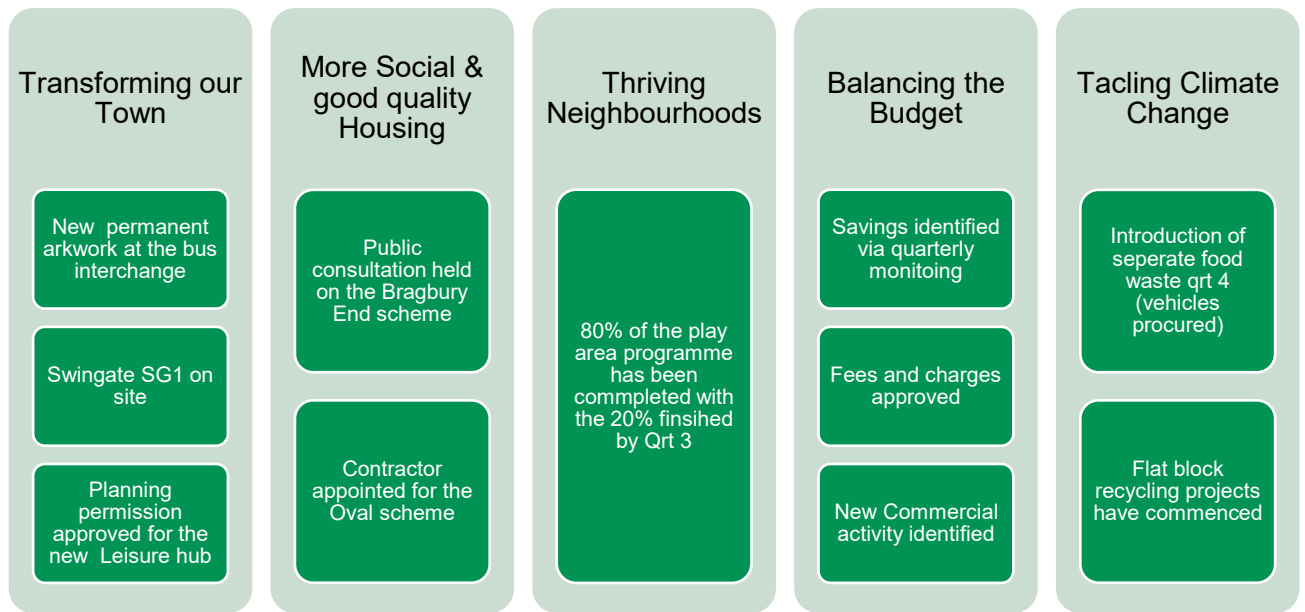 Transforming our
Town
New  permanent
arkwork at the bus
interchange
Swingate SG1 on
site
Planning
permission
approved for the
new  Leisure hub
More Social &
good quality
Housing
Public
consultation held
on the Bragbury
End scheme
Contractor
appointed for the
Oval scheme
Thriving
Neighbourhoods
80% of the play
area programme
has been
commpleted with
the 20% finsihed
by Qrt 3
Balancing the
Budget
Savings identified
via quarterly
monitoing
Fees and charges
approved
New Commercial
activity identified
Tacling Climate
Change
Introduction of
seperate food
waste qrt 4
(vehicles
procured)
Flat block
recycling projects
have commenced